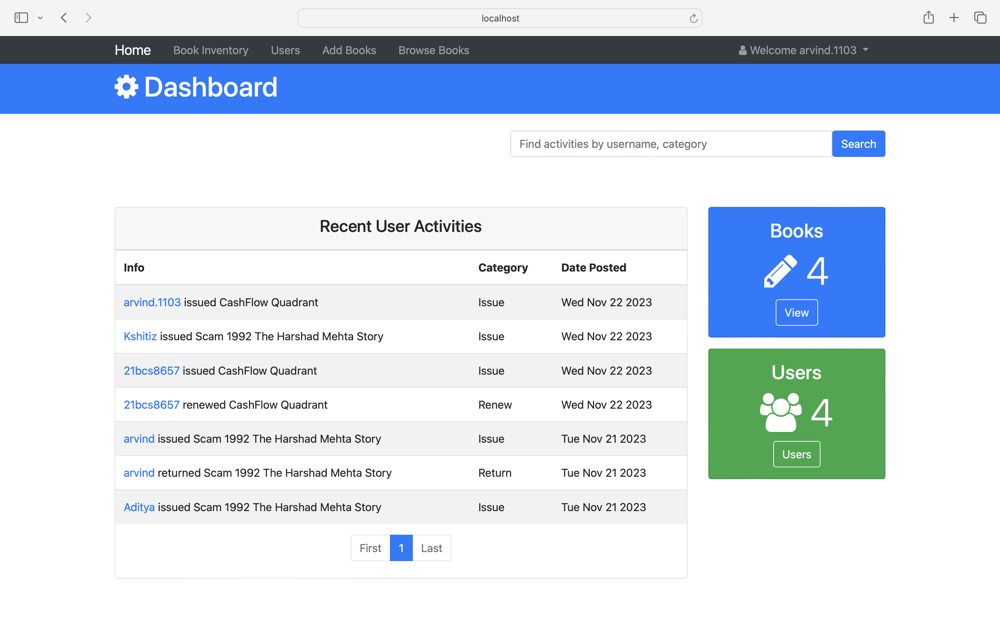 localhost
Home Book Inventory Users Add Books Browse Books Welcome arvind.1103
Dashboard
Find activities by username, category Search
Recent User Activities
Info Category Date Posted
arvind.1103 issued CashFlow Quadrant Issue Wed Nov 22 2023
Kshitiz issued Scam 1992 The Harshad Mehta Story Issue Wed Nov 22 2023
21bcs8657 issued CashFlow Quadrant Issue Wed Nov 22 2023
21bcs8657 renewed CashFlow Quadrant Renew Wed Nov 22 2023
arvind issued Scam 1992 The Harshad Mehta Story Issue Tue Nov 21 2023
arvind returned Scam 1992 The Harshad Mehta Story Return Tue Nov 21 2023
Aditya issued Scam 1992 The Harshad Mehta Story Issue Tue Nov 21 2023
First 1 Last
Books
4
View
Users
4
Users